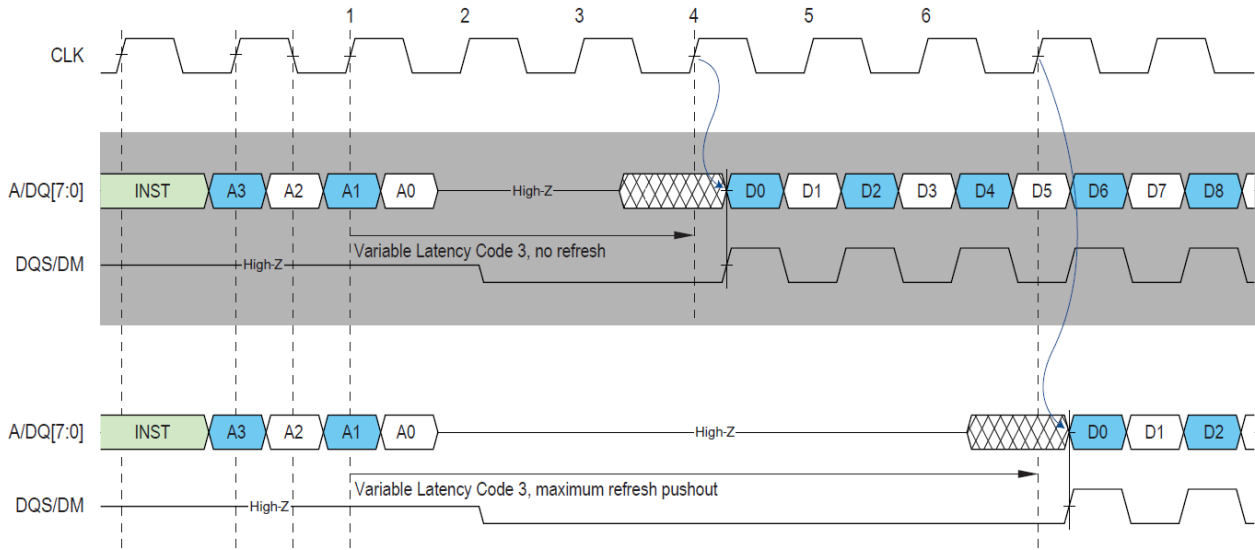 1 2 3 4 5 6
CLK
A/DQ[7:0] INST A3 A2 A1 A0 High-Z D0 D1 D2 D3 D4 D5 D6 D7 D8
Variable Latency Code 3, no refresh
DQS/DM High-Z
A/DQ[7:0] INST A3 A2 A1 A0 High-Z D0 D1 D2
Variable Latency Code 3, maximum refresh pushout
DQS/DM High-Z